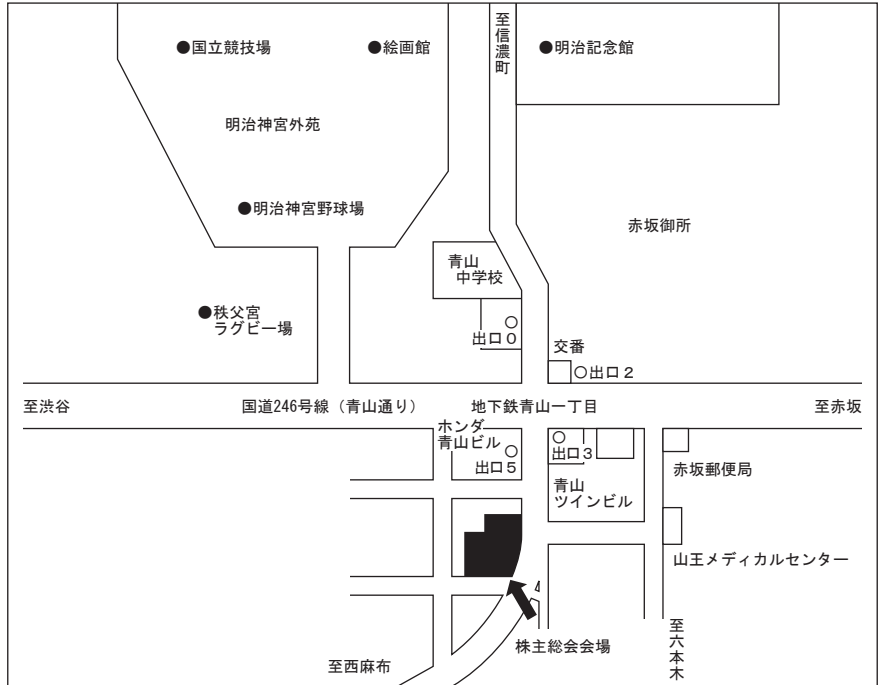 ●国立競技場
●絵画館
至信濃町
●明治記念館
明治神宮外苑
●明治神宮野球場
赤坂御所
青山
中学校
●秩父宮
ラグビー場
○
出口0
交番
○出口2
至渋谷
国道246号線（青山通り）
地下鉄青山一丁目
至赤坂
ホンダ
青山ビル
○
出口5
○
出口3
青山
ツインビル
赤坂郵便局
山王メディカルセンター
株主総会会場
至西麻布
至六本木